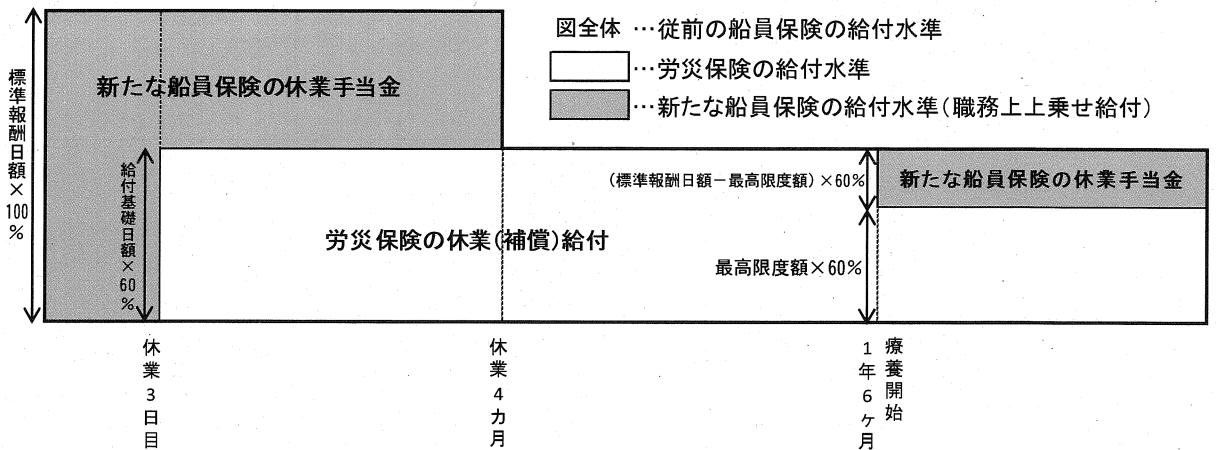 図全体 …従前の船員保険の給付水準
…労災保険の給付水準
…新たな船員保険の給付水準(職務上上乗せ給付)
標準報酬日額×100%
新たな船員保険の休業手当金
給付基礎日額×60%
労災保険の休業(補償)給付
(標準報酬日額−最高限度額)×60%
最高限度額×60%
新たな船員保険の休業手当金
休業3日目
休業4カ月
療養開始
1年6ヶ月